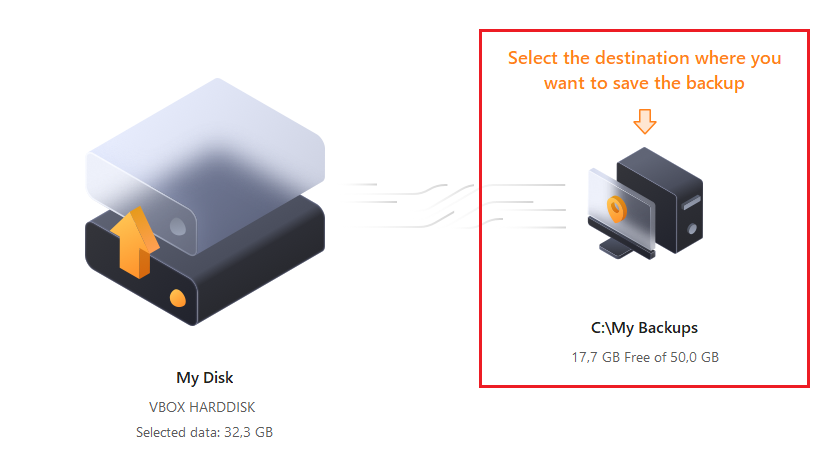 Select the destination where you
want to save the backup
C:\My Backups
17,7 GB Free of 50,0 GB
My Disk
VBOX HARDDISK
Selected data: 32,3 GB